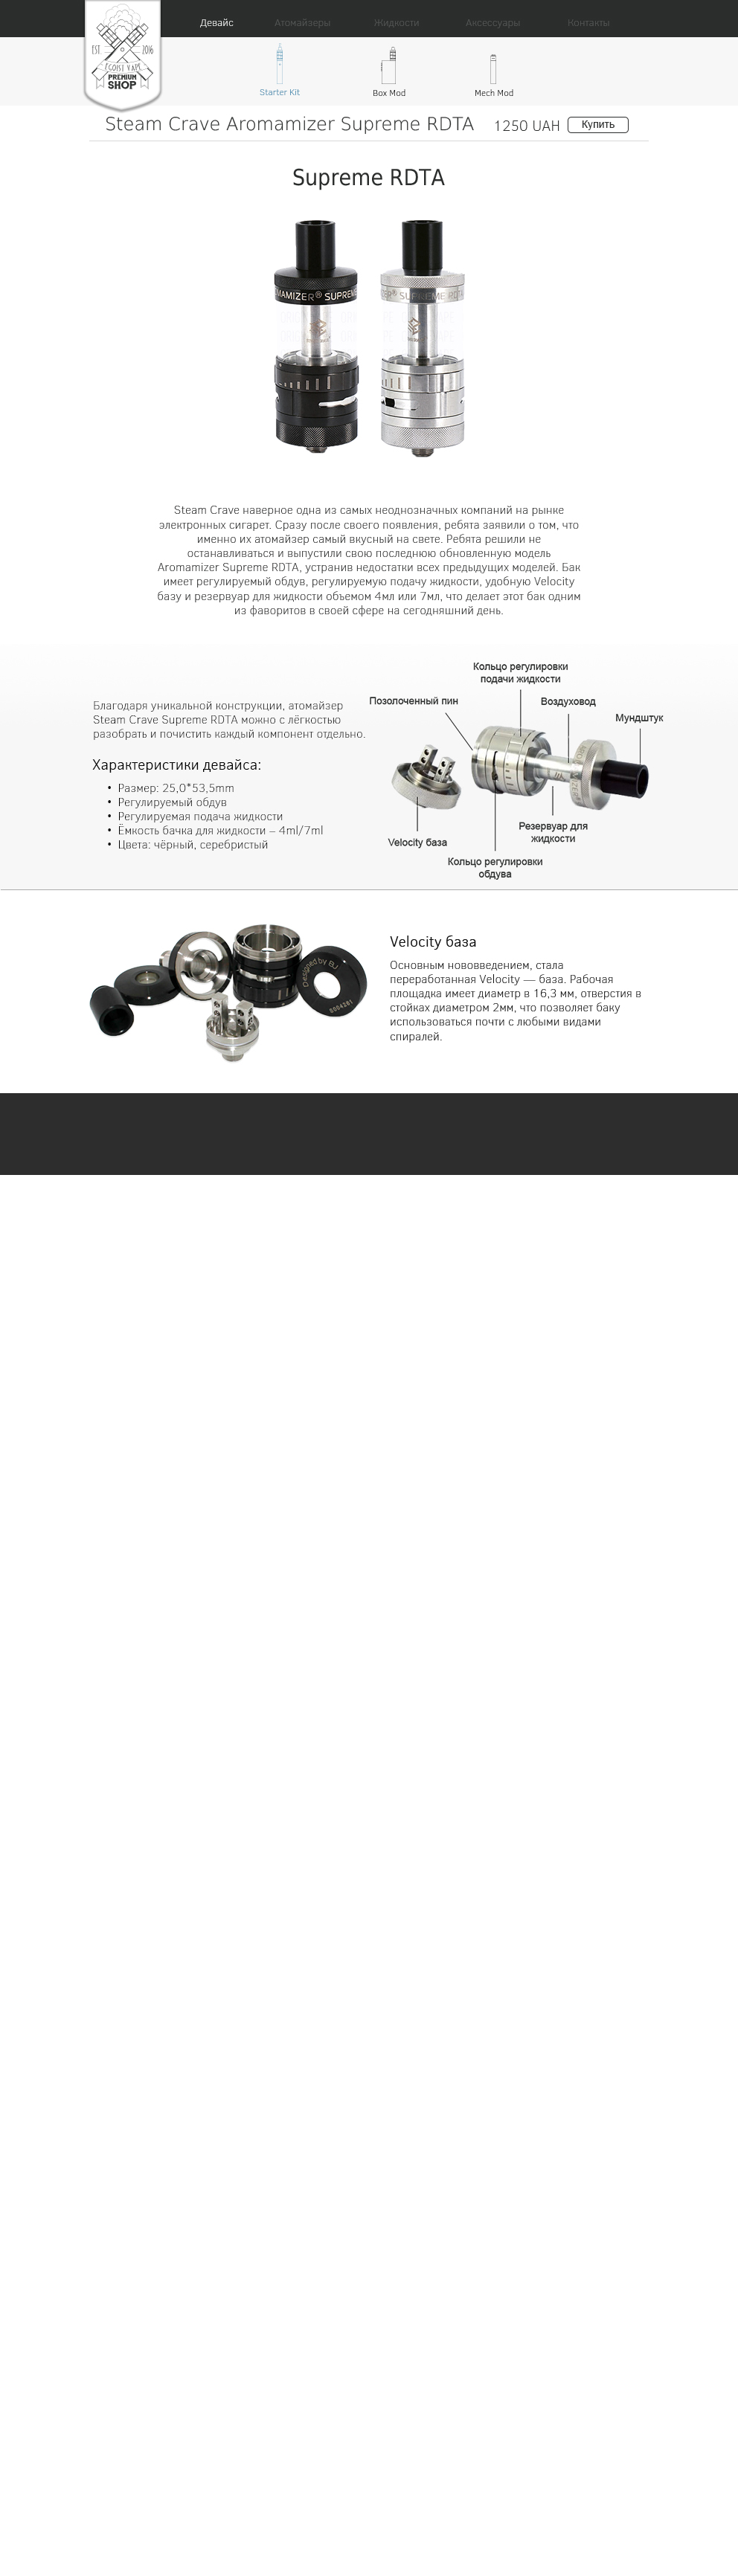 Девайс
Атомайзеры
Жидкости
Аксессуары
Контакты
EST 2016
PREMIUM
SHOP
Starter Kit
Box Mod
Mech Mod
Steam Crave Aromamizer Supreme RDTA
1250 UAH
Купить
Supreme RDTA
Steam Crave наверное одна из самых неоднозначных компаний на рынке
электронных сигарет. Сразу после своего появления, ребята заявили о том, что
именно их атомайзер самый вкусный на свете. Ребята решили не
останавливаться и выпустили свою последнюю обновленную модель
Aromamizer Supreme RDTA, устранив недостатки всех предыдущих моделей. Бак
имеет регулируемый обдув, регулируемую подачу жидкости, удобную Velocity
базу и резервуар для жидкости объемом 4мл или 7мл, что делает этот бак одним
из фаворитов в своей сфере на сегодняшний день.
Благодаря уникальной конструкции, атомайзер
Steam Crave Supreme RDTA можно с лёгкостью
разобрать и почистить каждый компонент отдельно.
Характеристики девайса:
• Размер: 25,0*53,5mm
• Регулируемый обдув
• Регулируемая подача жидкости
• Ёмкость бачка для жидкости – 4ml/7ml
• Цвета: чёрный, серебристый
Кольцо регулировки
подачи жидкости
Позолоченный пин
Воздуховод
Мундштук
Velocity база
Резервуар для
жидкости
Кольцо регулировки
обдува
Designed by BJ
Velocity база
Основным нововведением, стала
переработанная Velocity — база. Рабочая
площадка имеет диаметр в 16,3 мм, отверстия в
стойках диаметром 2мм, что позволяет баку
использоваться почти с любыми видами
спиралей.